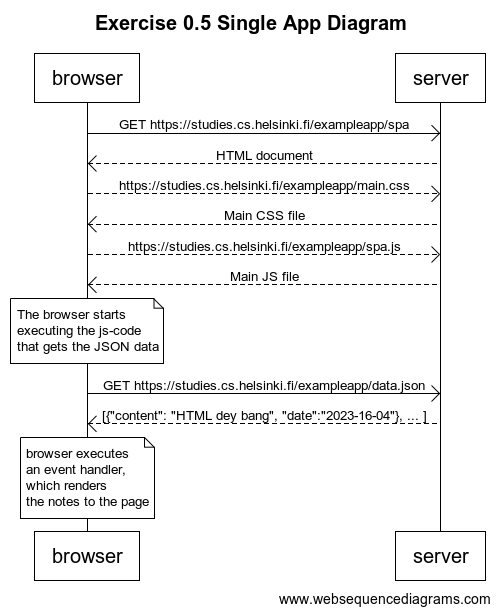 Exercise 0.5 Single App Diagram
browser
server
GET https://studies.cs.helsinki.fi/exampleapp/spa
HTML document
https://studies.cs.helsinki.fi/exampleapp/main.css
Main CSS file
https://studies.cs.helsinki.fi/exampleapp/spa.js
Main JS file
The browser starts
executing the js-code
that gets the JSON data
GET https://studies.cs.helsinki.fi/exampleapp/data.json
[{"content": "HTML dey bang", "date":"2023-16-04"}, ... ]
browser executes
an event handler,
which renders
the notes to the page
browser
server
www.websequencediagrams.com